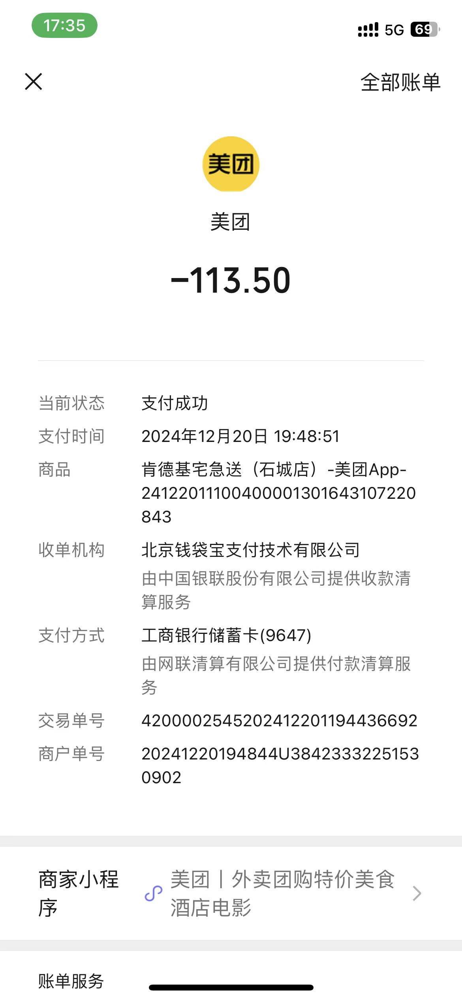 17:35
5G 69
全部账单
美团
美团
-113.50
当前状态 支付成功
支付时间 2024年12月20日 19:48:51
商品 肯德基宅急送（石城店）-美团App-
24122011100400001301643107220
843
收单机构 北京钱袋宝支付技术有限公司
由中国银联股份有限公司提供收款清
算服务
支付方式 工商银行储蓄卡(9647)
由网联清算有限公司提供付款清算服
务
交易单号 4200002545202412201194436692
商户单号 20241220194844U3842333225153
0902
商家小程 美团丨外卖团购特价美食
序 酒店电影
账单服务